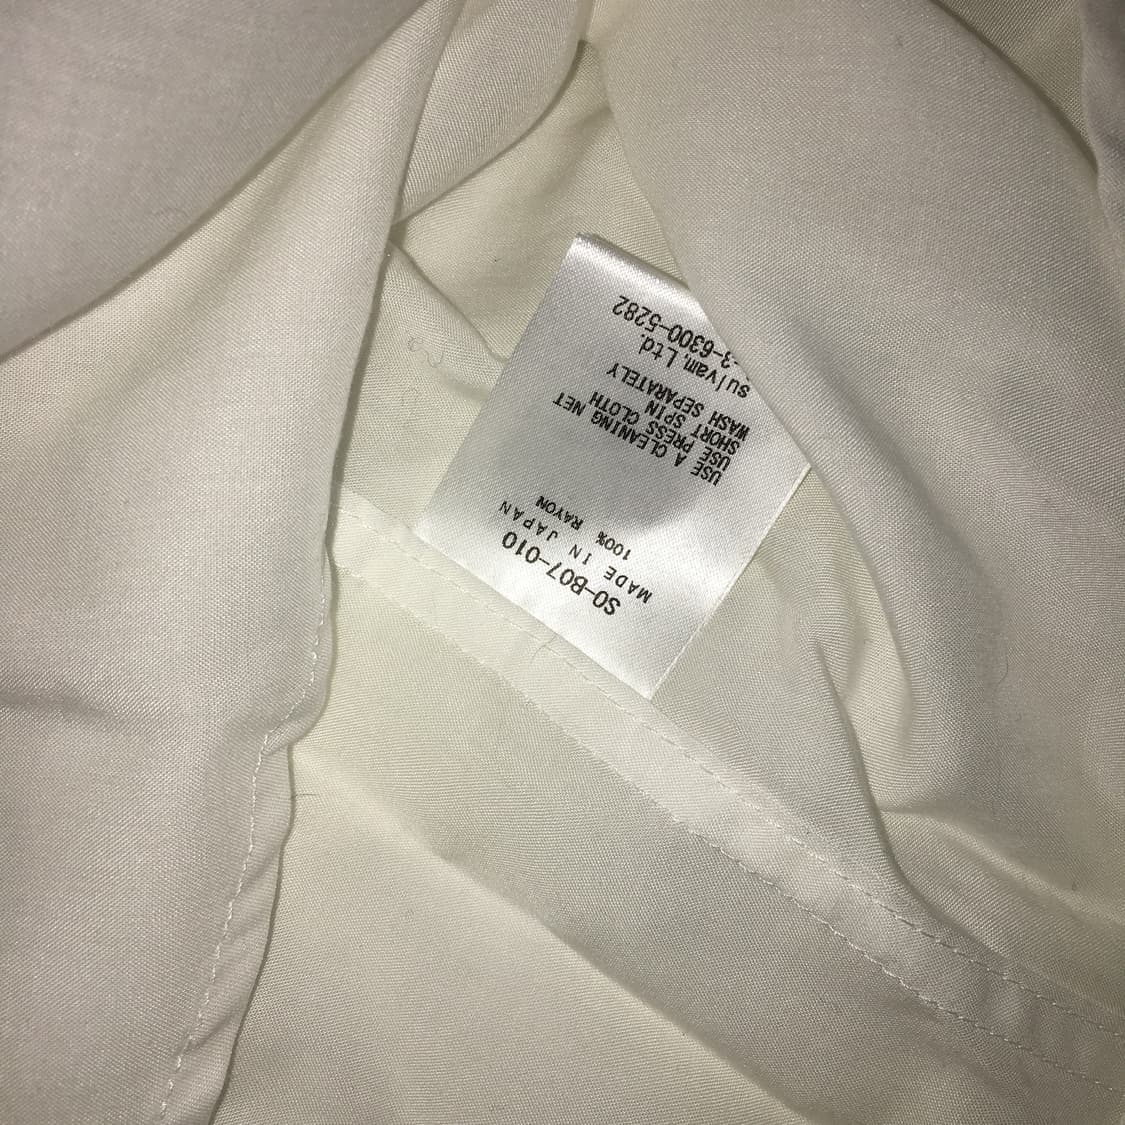 SO-B07-010
MADE IN JAPAN
100% RAYON
USE A CLEANING NET
USE PRESS CLOTH
SHORT SPIN
WASH SEPARATELY
sulvam, Ltd.
-3-6300-5282